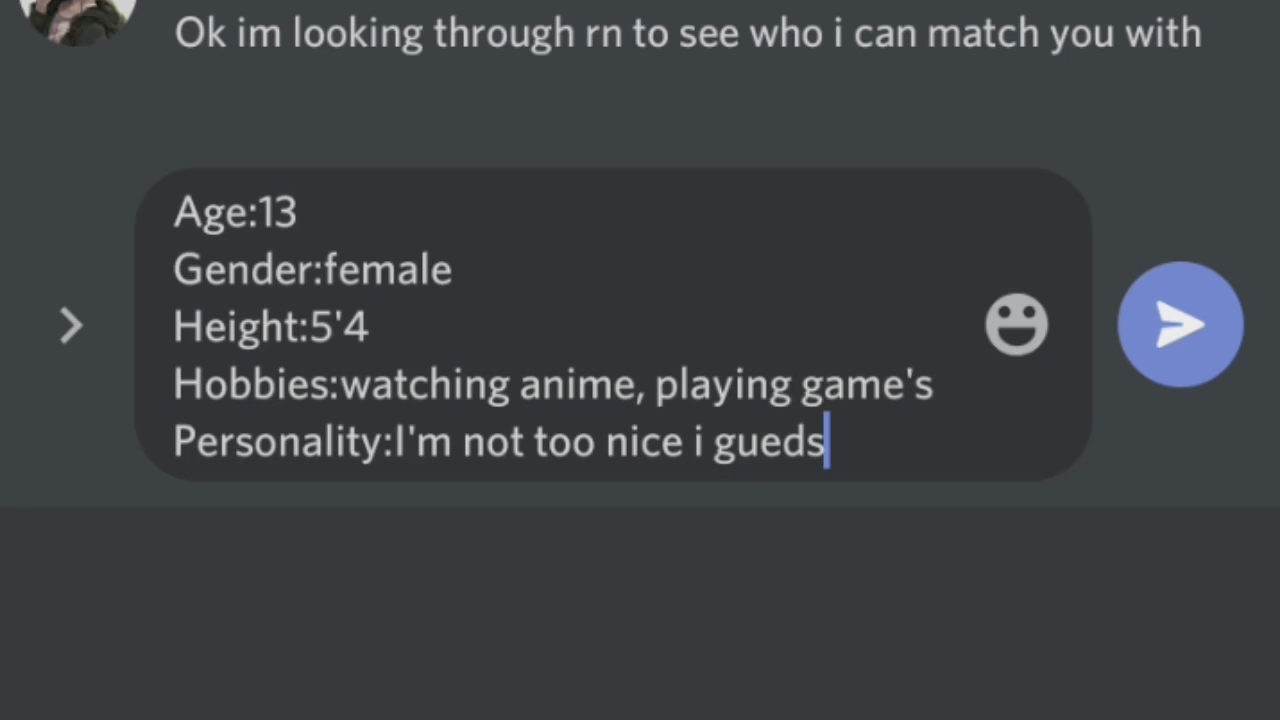 Ok im looking through rn to see who i can match you with
Age:13
Gender:female
Height:5'4
Hobbies:watching anime, playing game's
Personality:I'm not too nice i gueds